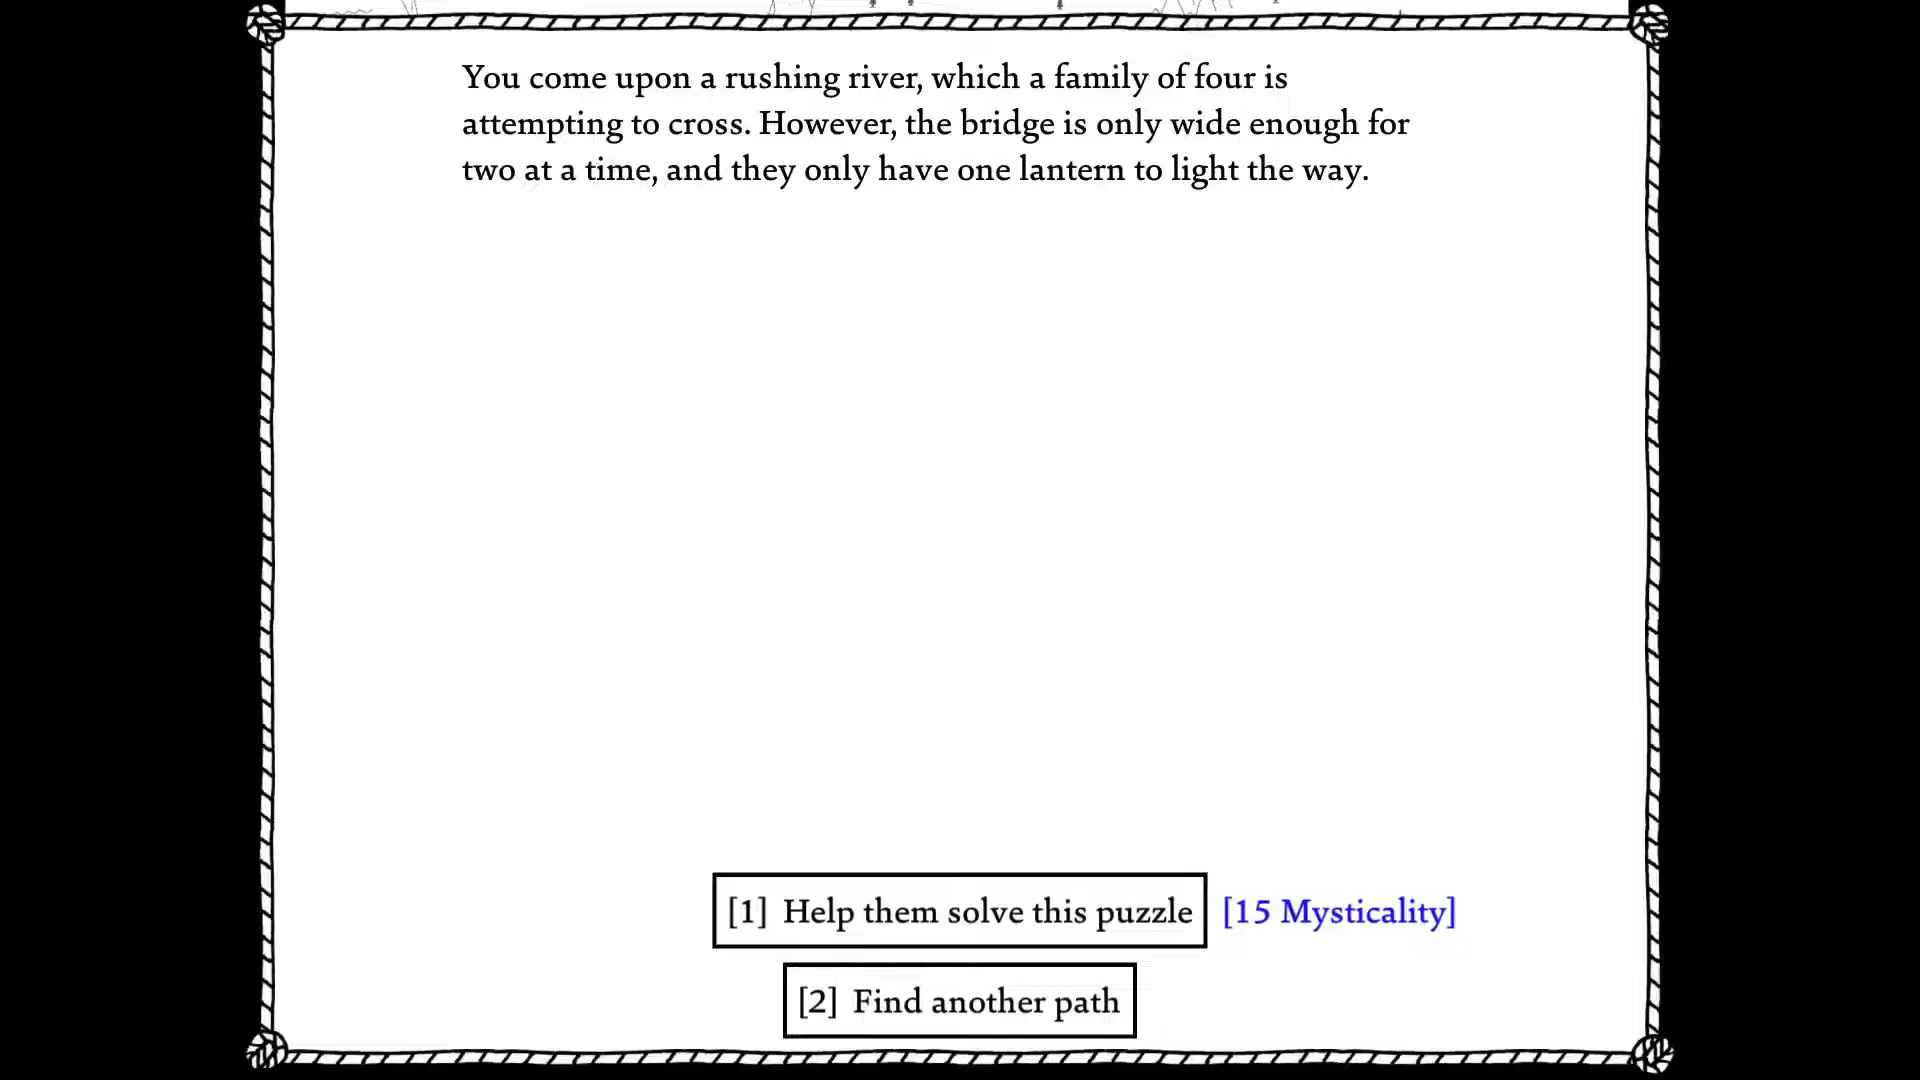 You come upon a rushing river, which a family of four is
attempting to cross. However, the bridge is only wide enough for
two at a time, and they only have one lantern to light the way.
[1] Help them solve this puzzle [15 Mysticality]
[2] Find another path